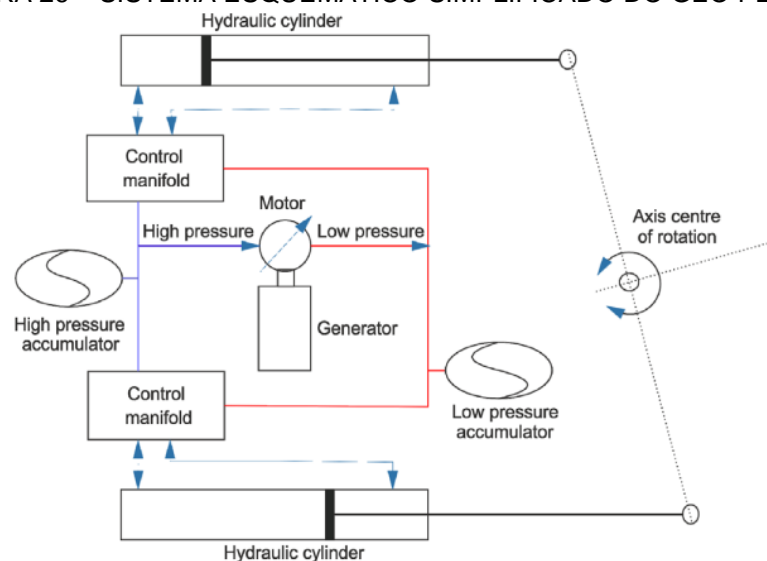 Hydraulic cylinder
Control
manifold
High pressure
Motor
Low pressure
Axis centre
of rotation
High pressure
accumulator
Generator
Control
manifold
Low pressure
accumulator
Hydraulic cylinder